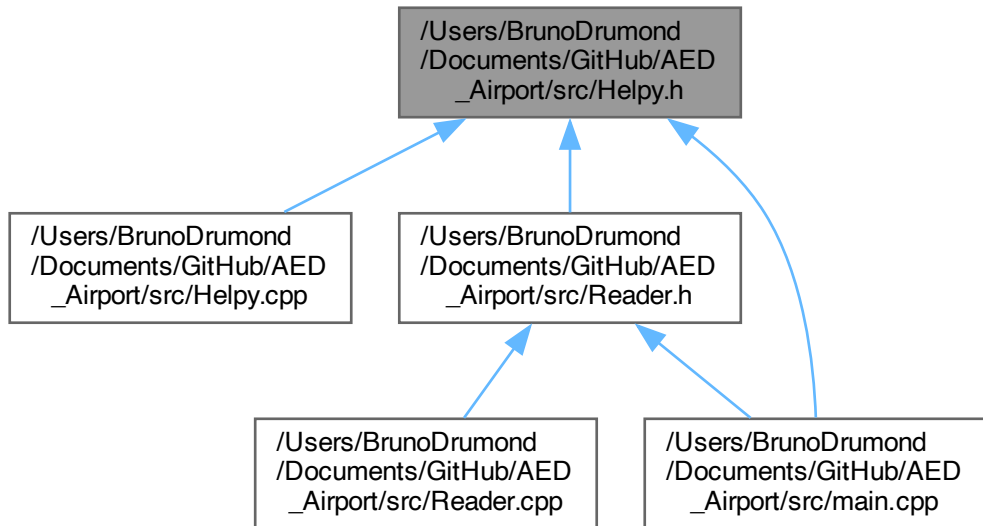 /Users/BrunoDrumond
/Documents/GitHub/AED
_Airport/src/Helpy.h
/Users/BrunoDrumond
/Documents/GitHub/AED
_Airport/src/Helpy.cpp
/Users/BrunoDrumond
/Documents/GitHub/AED
_Airport/src/Reader.h
/Users/BrunoDrumond
/Documents/GitHub/AED
_Airport/src/Reader.cpp
/Users/BrunoDrumond
/Documents/GitHub/AED
_Airport/src/main.cpp